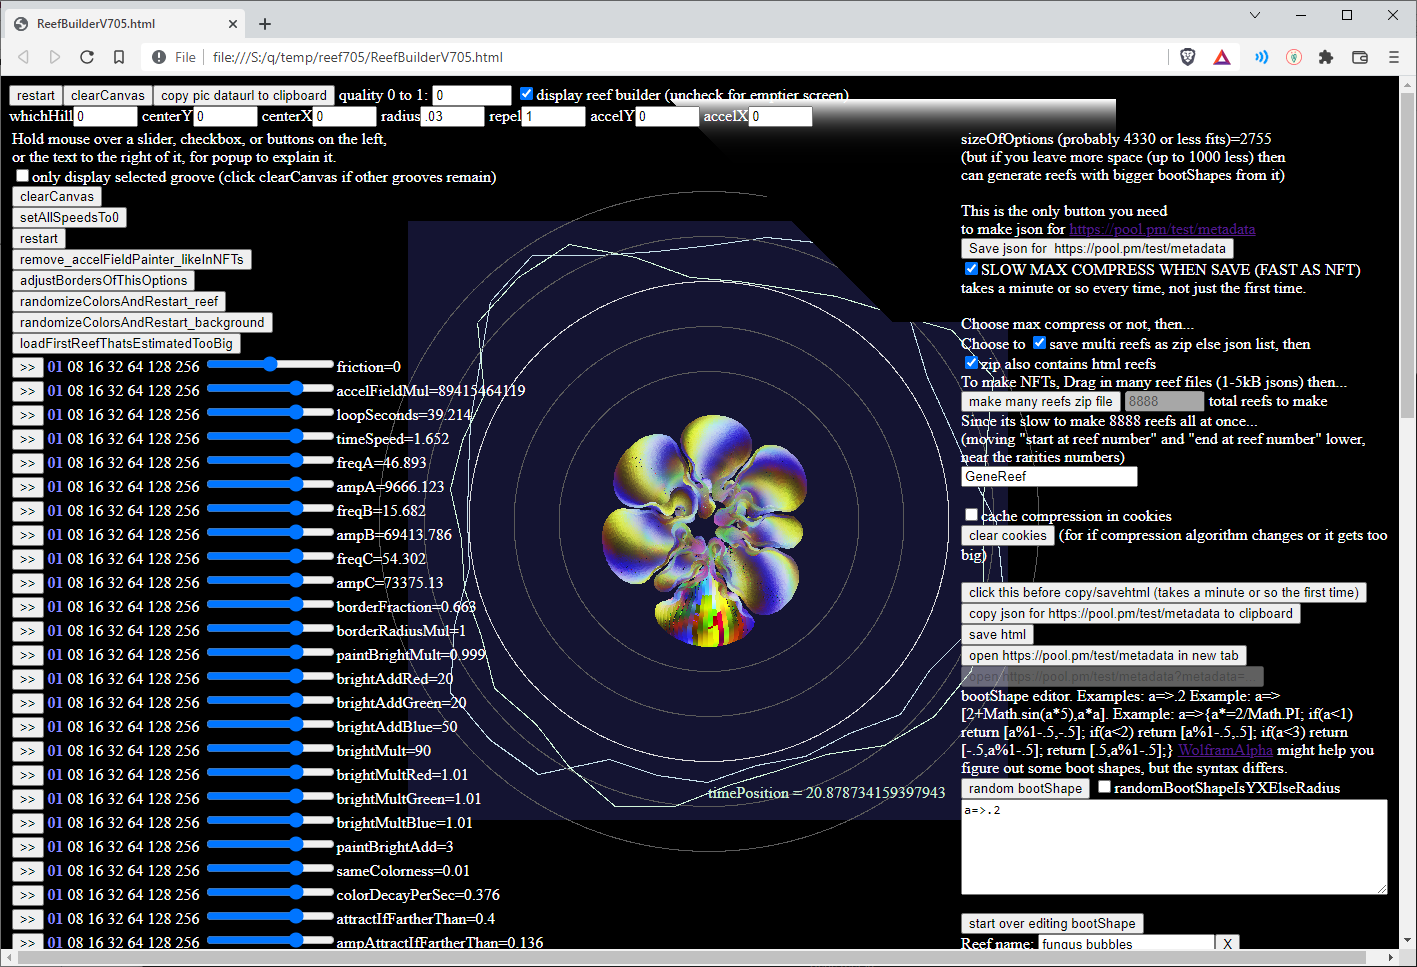 ReefBuilderV705.html
File file:///S:/q/temp/reef705/ReefBuilderV705.html
restart clearCanvas copy pic dataurl to clipboard quality 0 to 1: 0 display reef builder (uncheck for emptier screen)
whichHill 0 centerY 0 centerX 0 radius .03 repel 1 accelY 0 accelX 0
Hold mouse over a slider, checkbox, or buttons on the left,
or the text to the right of it, for popup to explain it.
only display selected groove (click clearCanvas if other grooves remain)
clearCanvas
setAllSpeedsTo0
restart
remove_accelFieldPainter_likeInNFTs
adjustBordersOfThisOptions
randomizeColorsAndRestart_reef
randomizeColorsAndRestart_background
loadFirstReefThatsEstimatedTooBig
>> 01 08 16 32 64 128 256 friction=0
>> 01 08 16 32 64 128 256 accelFieldMul=89415464119
>> 01 08 16 32 64 128 256 loopSeconds=39.214
>> 01 08 16 32 64 128 256 timeSpeed=1.652
>> 01 08 16 32 64 128 256 freqA=46.893
>> 01 08 16 32 64 128 256 ampA=9666.123
>> 01 08 16 32 64 128 256 freqB=15.682
>> 01 08 16 32 64 128 256 ampB=69413.786
>> 01 08 16 32 64 128 256 freqC=54.302
>> 01 08 16 32 64 128 256 ampC=73375.13
>> 01 08 16 32 64 128 256 borderFraction=0.663
>> 01 08 16 32 64 128 256 borderRadiusMul=1
>> 01 08 16 32 64 128 256 paintBrightMult=0.999
>> 01 08 16 32 64 128 256 brightAddRed=20
>> 01 08 16 32 64 128 256 brightAddGreen=20
>> 01 08 16 32 64 128 256 brightAddBlue=50
>> 01 08 16 32 64 128 256 brightMult=90
>> 01 08 16 32 64 128 256 brightMultRed=1.01
>> 01 08 16 32 64 128 256 brightMultGreen=1.01
>> 01 08 16 32 64 128 256 brightMultBlue=1.01
>> 01 08 16 32 64 128 256 paintBrightAdd=3
>> 01 08 16 32 64 128 256 sameColorness=0.01
>> 01 08 16 32 64 128 256 colorDecayPerSec=0.376
>> 01 08 16 32 64 128 256 attractIfFartherThan=0.4
>> 01 08 16 32 64 128 256 ampAttractIfFartherThan=0.136
timePosition = 20.878734159397943
sizeOfOptions (probably 4330 or less fits)=2755
(but if you leave more space (up to 1000 less) then
can generate reefs with bigger bootShapes from it)
This is the only button you need
to make json for https://pool.pm/test/metadata
Save json for https://pool.pm/test/metadata
SLOW MAX COMPRESS WHEN SAVE (FAST AS NFT)
takes a minute or so every time, not just the first time.
Choose max compress or not, then...
Choose to save multi reefs as zip else json list, then
zip also contains html reefs
To make NFTs, Drag in many reef files (1-5kB jsons) then...
make many reefs zip file 8888 total reefs to make
Since its slow to make 8888 reefs all at once...
(moving "start at reef number" and "end at reef number" lower,
near the rarities numbers)
GeneReef
cache compression in cookies
clear cookies (for if compression algorithm changes or it gets too
big)
click this before copy/savehtml (takes a minute or so the first time)
copy json for https://pool.pm/test/metadata to clipboard
save html
open https://pool.pm/test/metadata in new tab
open https://pool.pm/test/metadata?metadata=...
bootShape editor. Examples: a=>.2 Example: a=>
[2+Math.sin(a*5),a*a]. Example: a=>{a*=2/Math.PI; if(a<1)
return [a%1-.5,-.5]; if(a<2) return [a%1-.5,.5]; if(a<3) return
[-.5,a%1-.5]; return [.5,a%1-.5];} WolframAlpha might help you
figure out some boot shapes, but the syntax differs.
random bootShape randomBootShapeIsYXElseRadius
a=>.2
start over editing bootShape
Reef name: fungus bubbles X